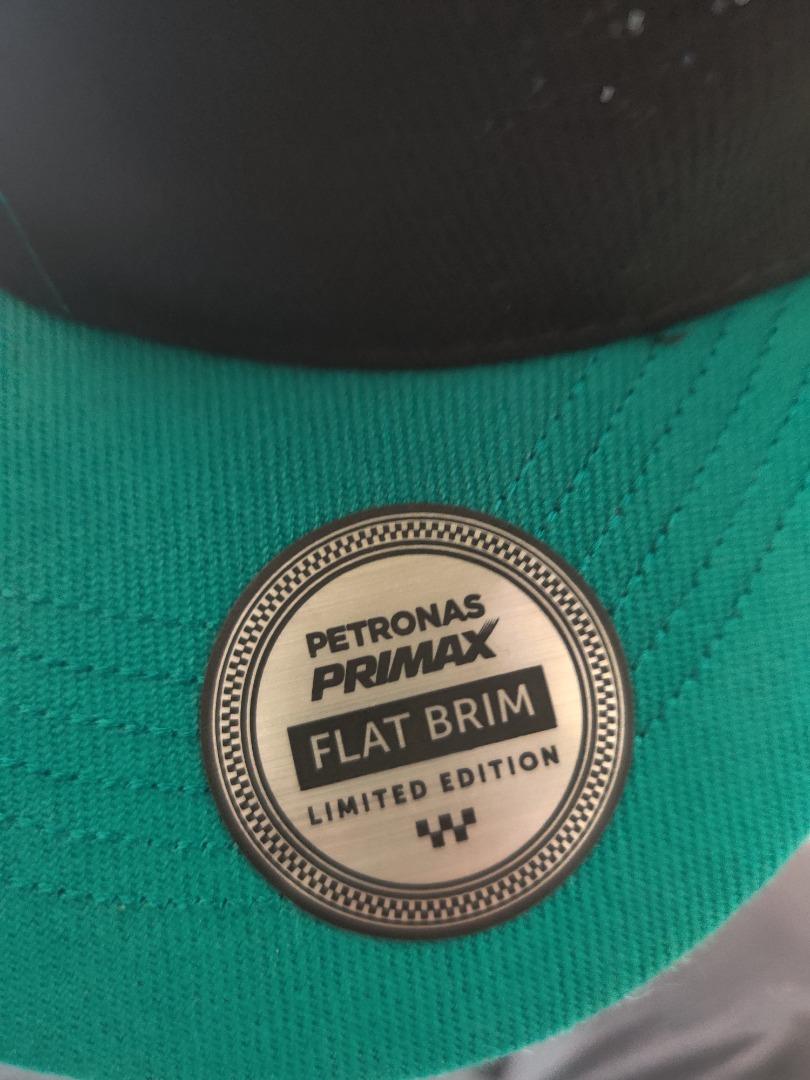 PETRONAS
PRIMAX
FLAT BRIM
LIMITED EDITION